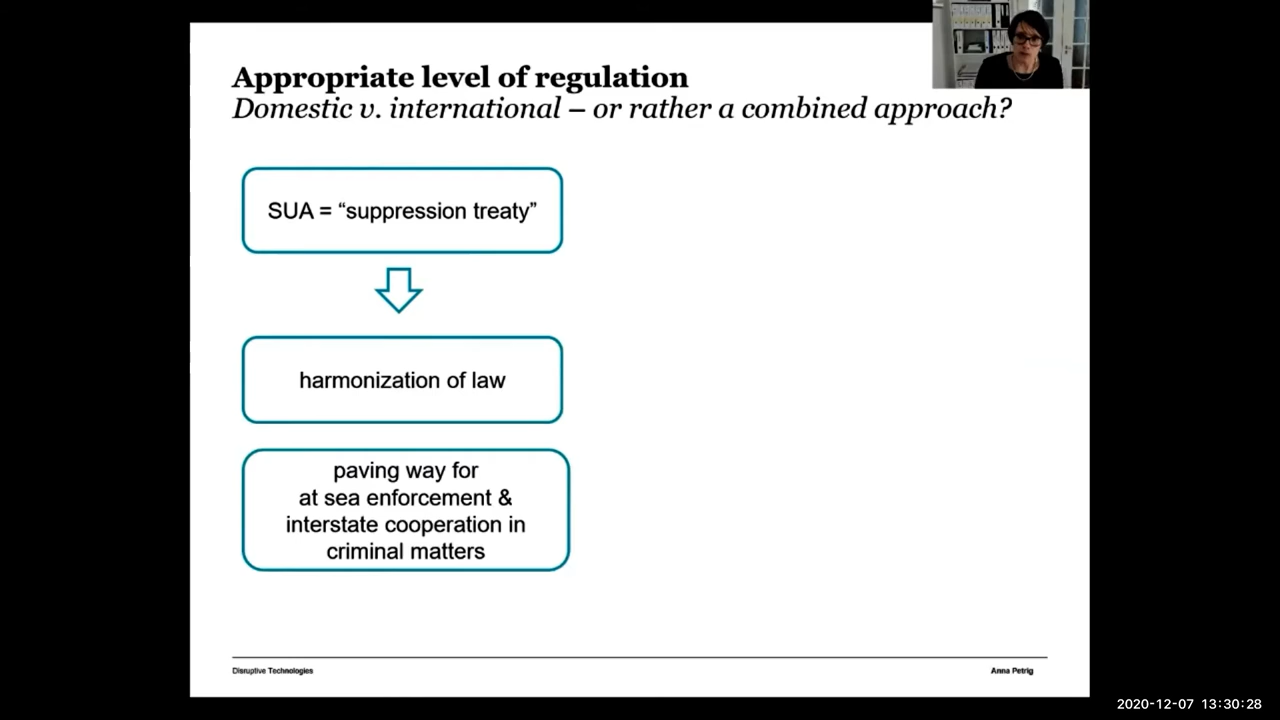 Appropriate level of regulation
Domestic v. international – or rather a combined approach?
SUA = “suppression treaty”
harmonization of law
paving way for
at sea enforcement &
interstate cooperation in
criminal matters
Disruptive Technologies
Anna Petrig
2020-12-07 13:30:28